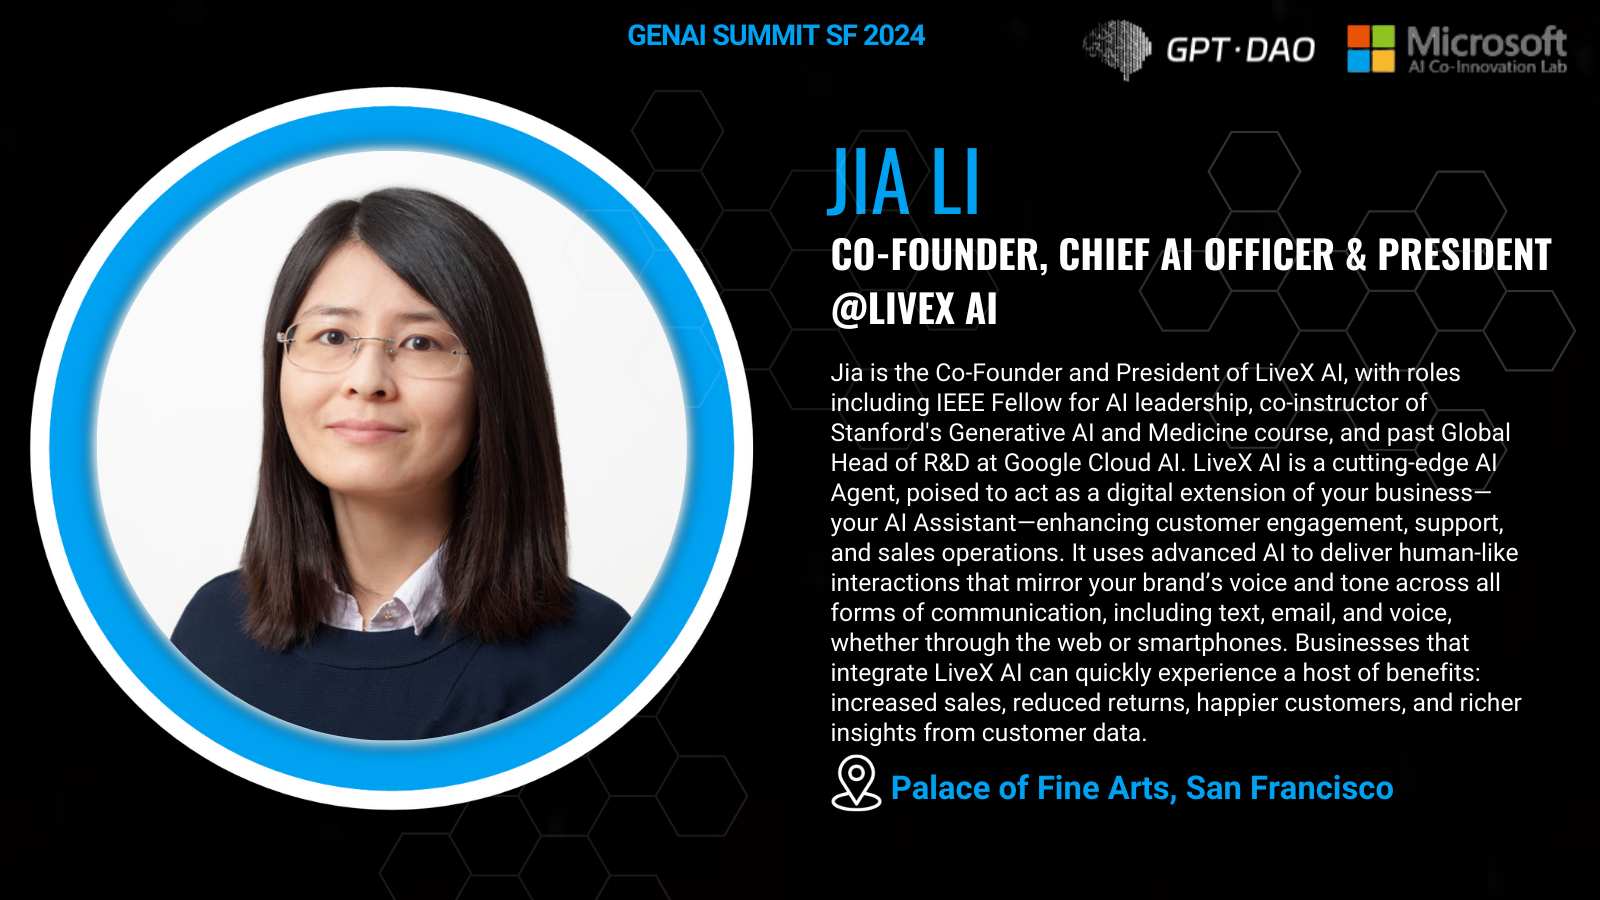 GENAI SUMMIT SF 2024
GPT·DAO
Microsoft
AI Co-Innovation Lab
JIA LI
CO-FOUNDER, CHIEF AI OFFICER & PRESIDENT
@LIVEX AI
Jia is the Co-Founder and President of LiveX AI, with roles
including IEEE Fellow for AI leadership, co-instructor of
Stanford's Generative AI and Medicine course, and past Global
Head of R&D at Google Cloud AI. LiveX AI is a cutting-edge AI
Agent, poised to act as a digital extension of your business—
your AI Assistant—enhancing customer engagement, support,
and sales operations. It uses advanced AI to deliver human-like
interactions that mirror your brand’s voice and tone across all
forms of communication, including text, email, and voice,
whether through the web or smartphones. Businesses that
integrate LiveX AI can quickly experience a host of benefits:
increased sales, reduced returns, happier customers, and richer
insights from customer data.
Palace of Fine Arts, San Francisco